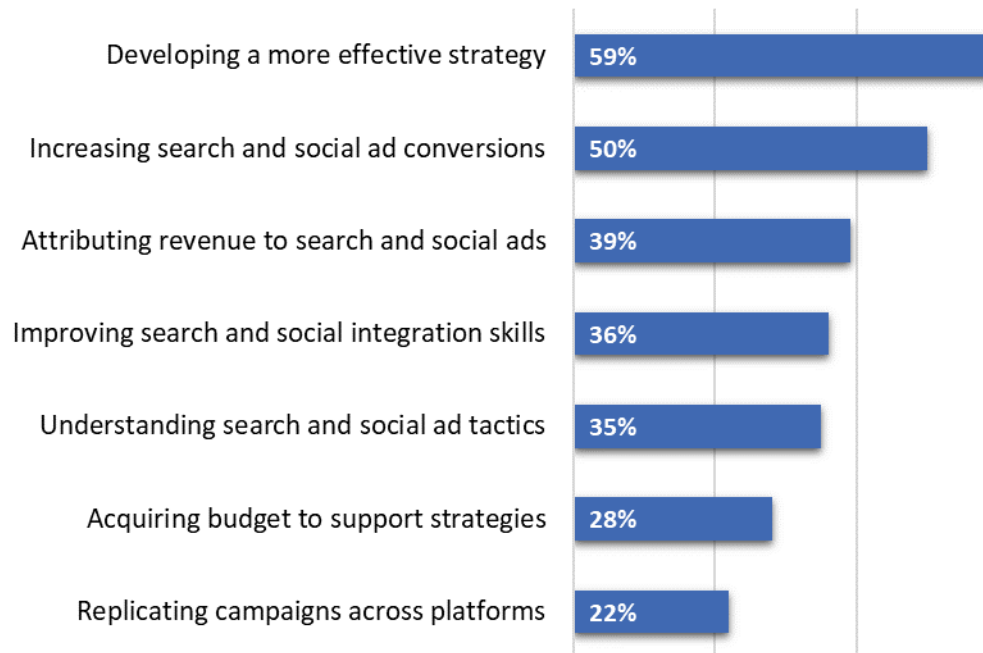 Developing a more effective strategy 59%
Increasing search and social ad conversions 50%
Attributing revenue to search and social ads 39%
Improving search and social integration skills 36%
Understanding search and social ad tactics 35%
Acquiring budget to support strategies 28%
Replicating campaigns across platforms 22%